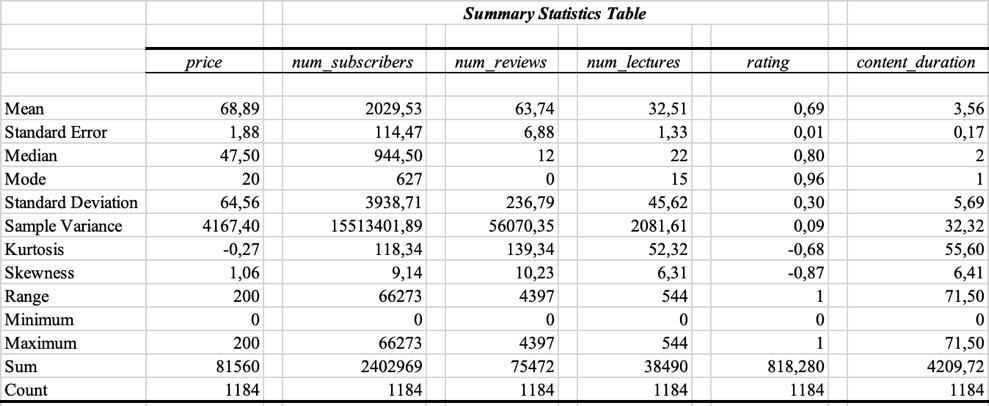 Summary Statistics Table
price num_subscribers num_reviews num_lectures rating content_duration
Mean 68,89 2029,53 63,74 32,51 0,69 3,56
Standard Error 1,88 114,47 6,88 1,33 0,01 0,17
Median 47,50 944,50 12 22 0,80 2
Mode 20 627 0 15 0,96 1
Standard Deviation 64,56 3938,71 236,79 45,62 0,30 5,69
Sample Variance 4167,40 15513401,89 56070,35 2081,61 0,09 32,32
Kurtosis -0,27 118,34 139,34 52,32 -0,68 55,60
Skewness 1,06 9,14 10,23 6,31 -0,87 6,41
Range 200 66273 4397 544 1 71,50
Minimum 0 0 0 0 0 0
Maximum 200 66273 4397 544 1 71,50
Sum 81560 2402969 75472 38490 818,280 4209,72
Count 1184 1184 1184 1184 1184 1184